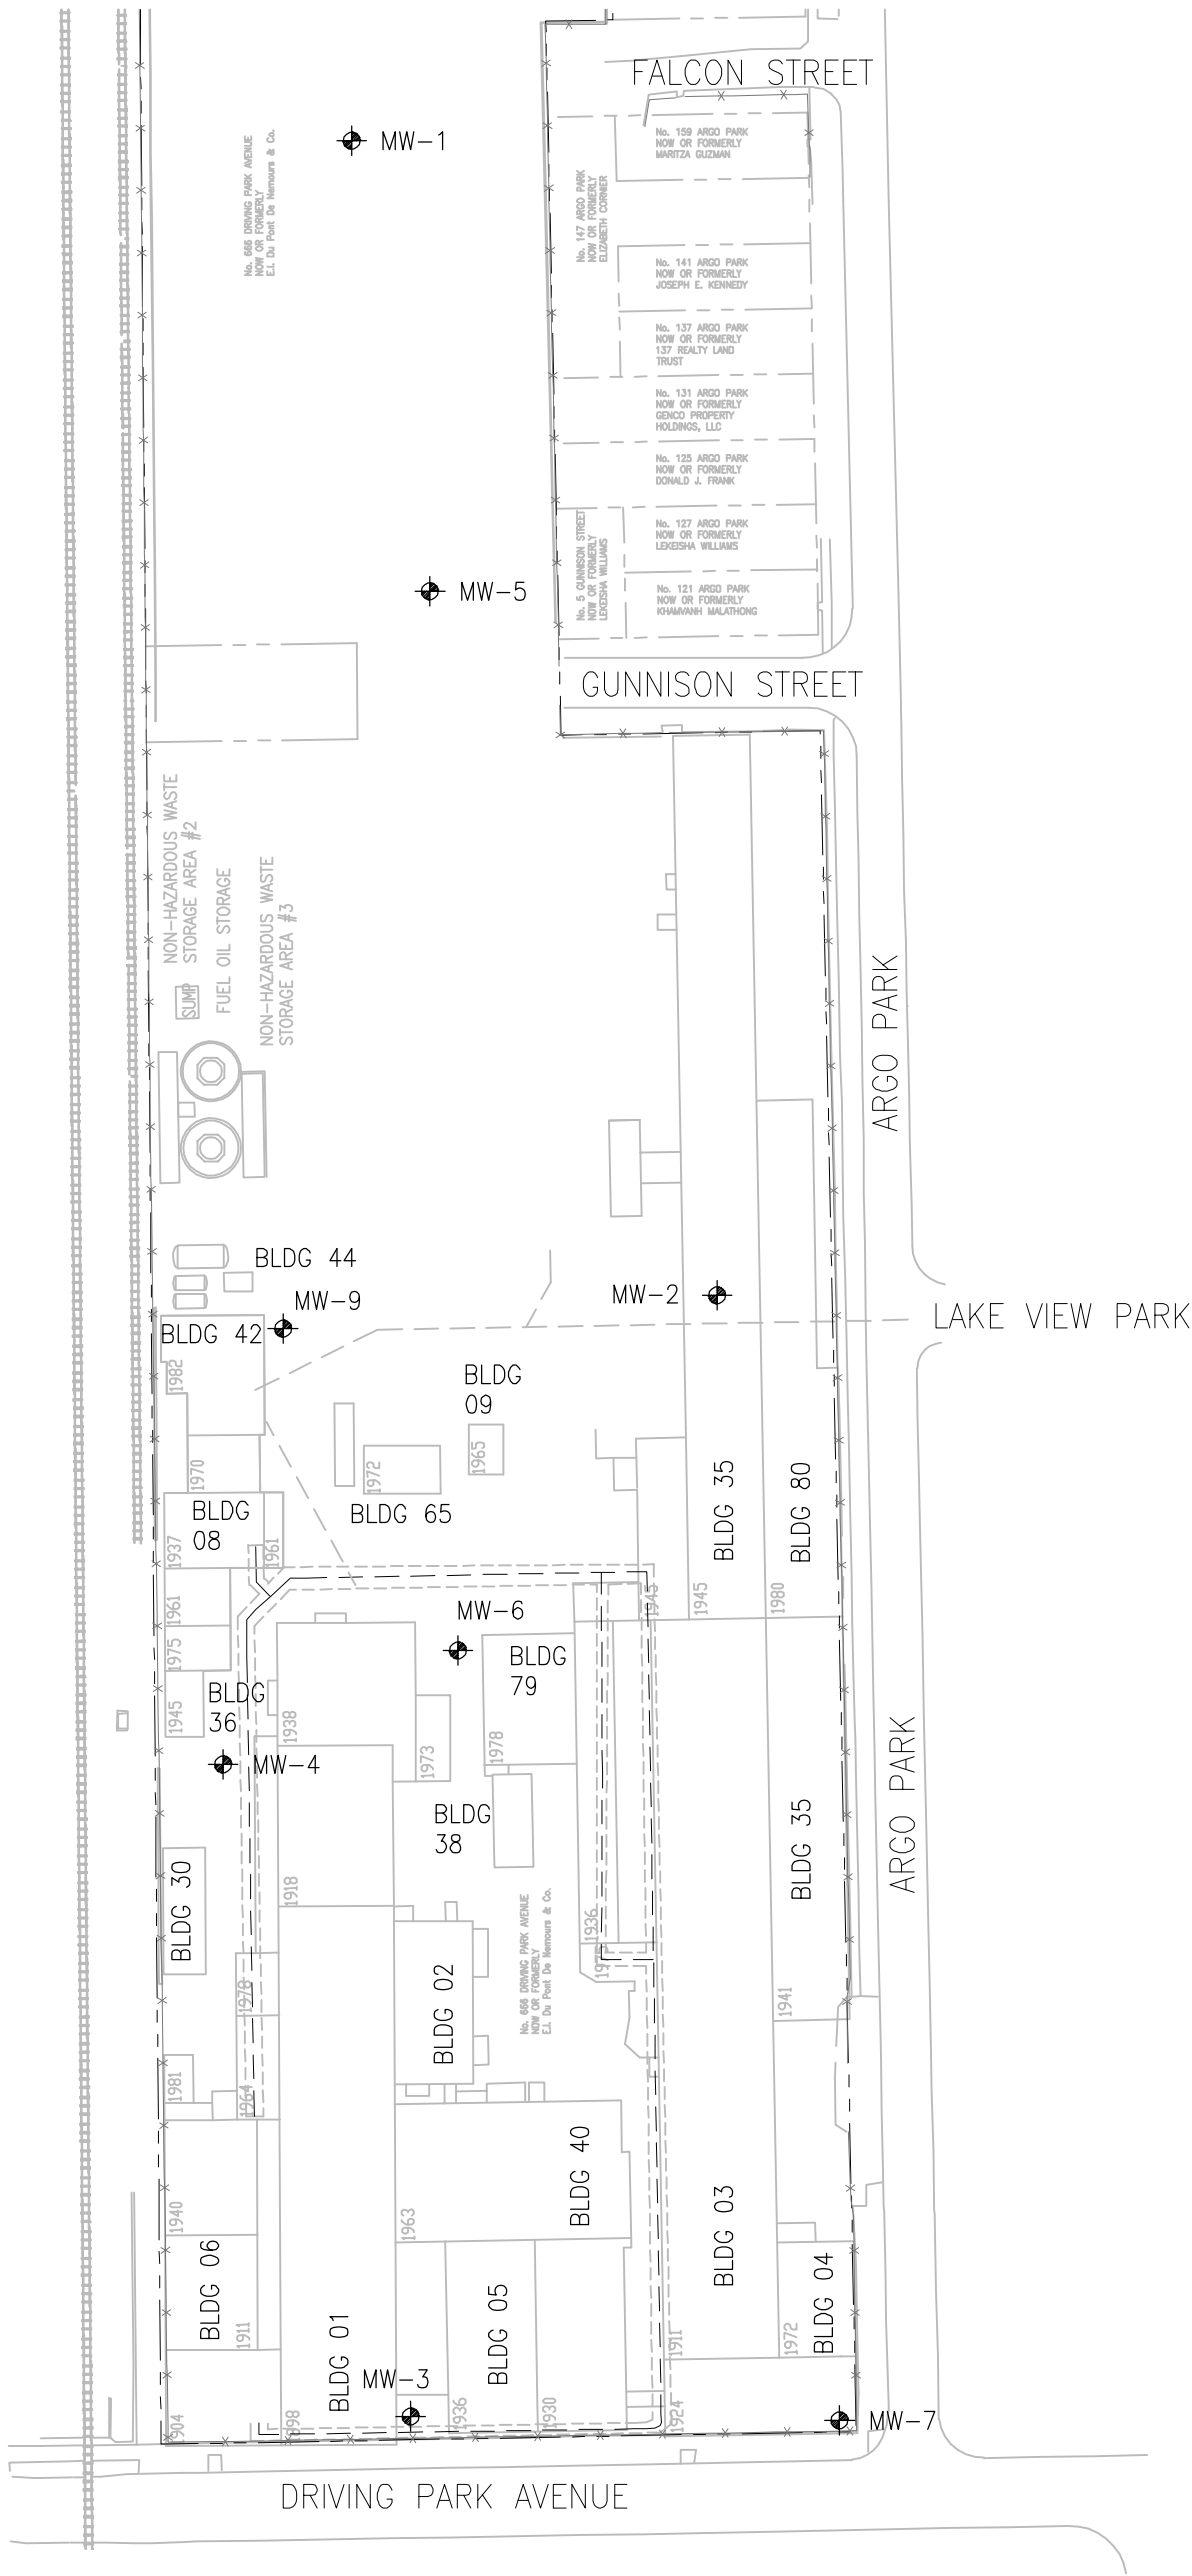 FALCON STREET
MW-1
No. 666 DRIVING PARK AVENUE
NOW OR FORMERLY
E.I. Du Pont De Nemours & Co.
No. 159 ARGO PARK
NOW OR FORMERLY
MARITZA GUZMAN
No. 147 ARGO PARK
NOW OR FORMERLY
ELIZABETH CORNIER
No. 141 ARGO PARK
NOW OR FORMERLY
JOSEPH E. KENNEDY
No. 137 ARGO PARK
NOW OR FORMERLY
137 REALTY LAND
TRUST
No. 131 ARGO PARK
NOW OR FORMERLY
GENCO PROPERTY
HOLDINGS, LLC
No. 125 ARGO PARK
NOW OR FORMERLY
DONALD J. FRANK
No. 127 ARGO PARK
NOW OR FORMERLY
LEKEISHA WILLIAMS
No. 5 GUNNISON STREET
NOW OR FORMERLY
LEKEISHA WILLIAMS
No. 121 ARGO PARK
NOW OR FORMERLY
KHAMVANH MALATHONG
MW-5
GUNNISON STREET
NON-HAZARDOUS WASTE
STORAGE AREA #2
FUEL OIL STORAGE
NON-HAZARDOUS WASTE
STORAGE AREA #3
SUMP
ARGO PARK
BLDG 44
MW-9
MW-2
LAKE VIEW PARK
BLDG 42
1982
BLDG
09
1965
1972
BLDG 65
1970
BLDG
08
1937
1961
BLDG 35
BLDG 80
1943
1945
1980
1961
1975
1945
BLDG
36
MW-6
BLDG
79
1938
1973
1978
MW-4
BLDG
38
ARGO PARK
BLDG 35
BLDG 30
1918
1936
No. 666 DRIVING PARK AVENUE
NOW OR FORMERLY
E.I. Du Pont De Nemours & Co.
BLDG 02
1941
1981
1964
BLDG 40
1940
1963
BLDG 03
BLDG 06
1911
BLDG 01
BLDG 05
BLDG 04
1911
1972
MW-3
1904
1898
1936
1930
1924
MW-7
DRIVING PARK AVENUE